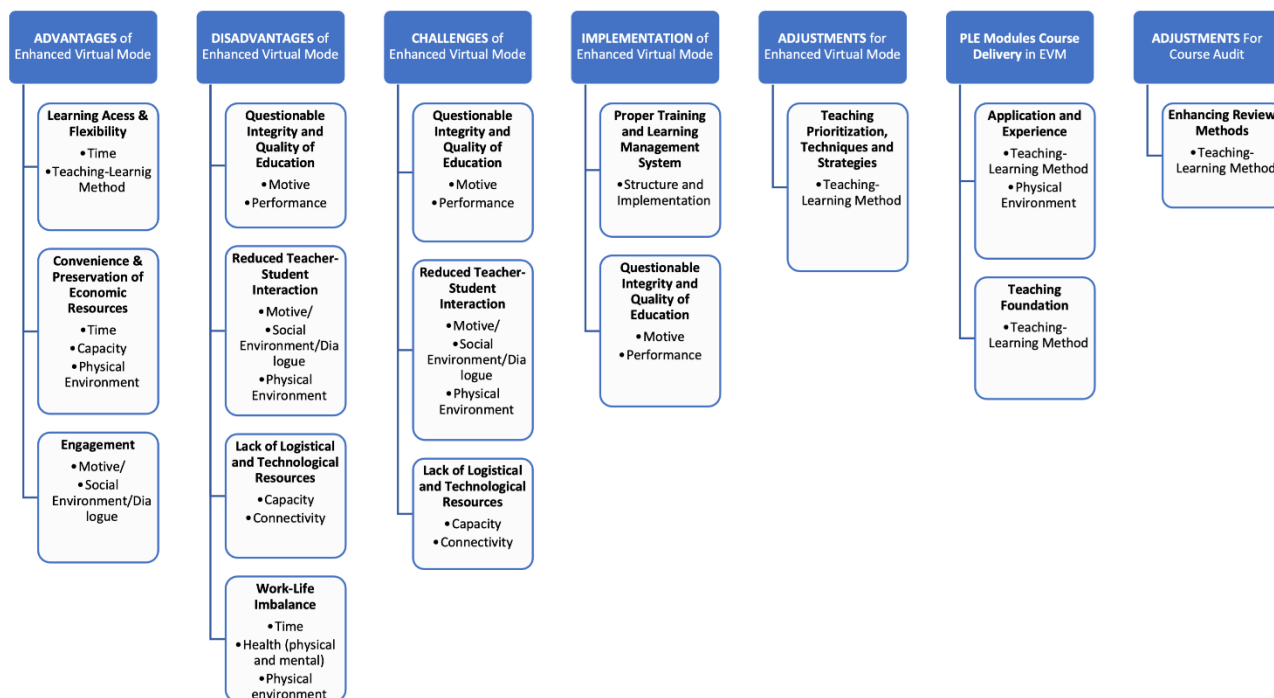 ADVANTAGES of
Enhanced Virtual Mode
Learning Acess &
Flexibility
•Time
•Teaching-Learnig
Method
Convenience &
Preservation of
Economic
Resources
•Time
•Capacity
•Physical
Environment
Engagement
•Motive/
•Social
Environment/Dia
logue
DISADVANTAGES of
Enhanced Virtual Mode
Questionable
Integrity and
Quality of
Education
•Motive
•Performance
Reduced Teacher-
Student
Interaction
•Motive/
•Social
Environment/Dia
logue
•Physical
Environment
Lack of Logistical
and Technological
Resources
•Capacity
•Connectivity
Work-Life
Imbalance
•Time
•Health (physical
and mental)
•Physical
environment
CHALLENGES of
Enhanced Virtual Mode
Questionable
Integrity and
Quality of
Education
•Motive
•Performance
Reduced Teacher-
Student
Interaction
•Motive/
•Social
Environment/Dia
logue
•Physical
Environment
Lack of Logistical
and Technological
Resources
•Capacity
•Connectivity
IMPLEMENTATION of
Enhanced Virtual Mode
Proper Training
and Learning
Management
System
•Structure and
Implementation
Questionable
Integrity and
Quality of
Education
•Motive
•Performance
ADJUSTMENTS for
Enhanced Virtual Mode
Teaching
Prioritization,
Techniques and
Strategies
•Teaching-
Learning Method
PLE Modules Course
Delivery in EVM
Application and
Experience
•Teaching-
Learning Method
•Physical
Environment
Teaching
Foundation
•Teaching-
Learning Method
ADJUSTMENTS For
Course Audit
Enhancing Review
Methods
•Teaching-
Learning Method